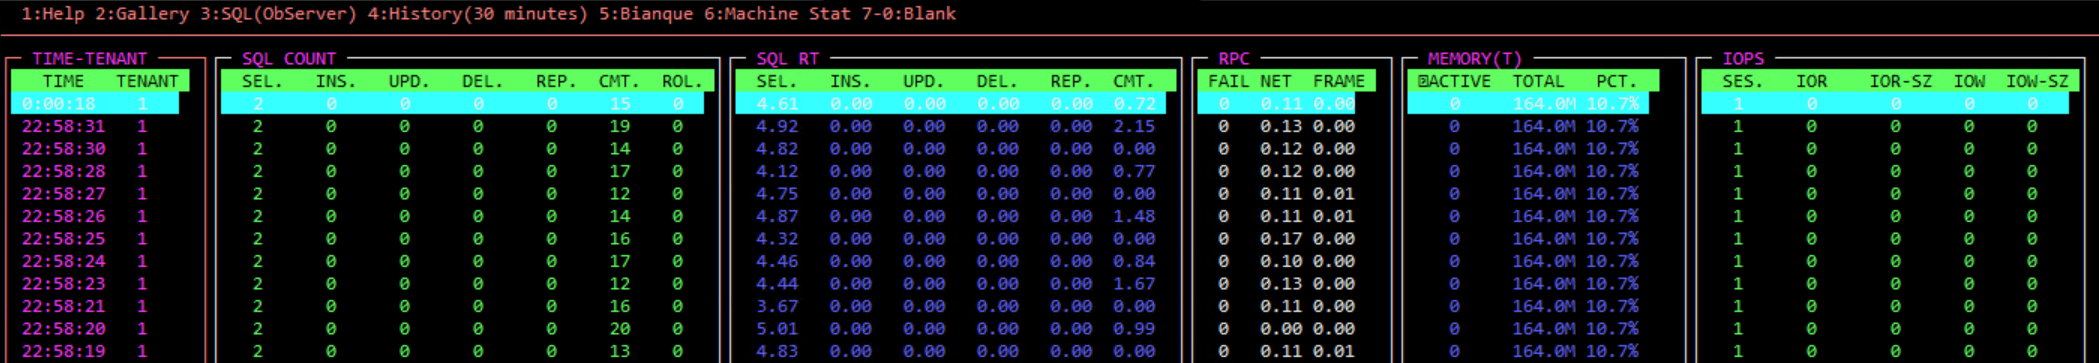 1:Help 2:Gallery 3:SQL(ObServer) 4:History(30 minutes) 5:Bianque 6:Machine Stat 7-0:Blank
TIME-TENANT SQL COUNT SQL RT RPC MEMORY(T) IOPS
TIME TENANT SEL. INS. UPD. DEL. REP. CMT. ROL. SEL. INS. UPD. DEL. REP. CMT. FAIL NET FRAME ACTIVE TOTAL PCT. SES. IOR IOR-SZ IOW IOW-SZ
0:00:18 1 2 0 0 0 0 15 0 4.61 0.00 0.00 0.00 0.00 0.72 0 0.11 0.00 0 164.0M 10.7% 1 0 0 0 0
22:58:31 1 2 0 0 0 0 19 0 4.92 0.00 0.00 0.00 0.00 2.15 0 0.13 0.00 0 164.0M 10.7% 1 0 0 0 0
22:58:30 1 2 0 0 0 0 14 0 4.82 0.00 0.00 0.00 0.00 0.00 0 0.12 0.00 0 164.0M 10.7% 1 0 0 0 0
22:58:28 1 2 0 0 0 0 17 0 4.12 0.00 0.00 0.00 0.00 0.77 0 0.12 0.00 0 164.0M 10.7% 1 0 0 0 0
22:58:27 1 2 0 0 0 0 12 0 4.75 0.00 0.00 0.00 0.00 0.00 0 0.11 0.01 0 164.0M 10.7% 1 0 0 0 0
22:58:26 1 2 0 0 0 0 14 0 4.87 0.00 0.00 0.00 0.00 1.48 0 0.11 0.01 0 164.0M 10.7% 1 0 0 0 0
22:58:25 1 2 0 0 0 0 16 0 4.32 0.00 0.00 0.00 0.00 0.00 0 0.17 0.00 0 164.0M 10.7% 1 0 0 0 0
22:58:24 1 2 0 0 0 0 17 0 4.46 0.00 0.00 0.00 0.00 0.84 0 0.10 0.00 0 164.0M 10.7% 1 0 0 0 0
22:58:23 1 2 0 0 0 0 12 0 4.44 0.00 0.00 0.00 0.00 1.67 0 0.13 0.00 0 164.0M 10.7% 1 0 0 0 0
22:58:21 1 2 0 0 0 0 16 0 3.67 0.00 0.00 0.00 0.00 0.00 0 0.11 0.00 0 164.0M 10.7% 1 0 0 0 0
22:58:20 1 2 0 0 0 0 20 0 5.01 0.00 0.00 0.00 0.00 0.99 0 0.00 0.00 0 164.0M 10.7% 1 0 0 0 0
22:58:19 1 2 0 0 0 0 13 0 4.83 0.00 0.00 0.00 0.00 0.00 0 0.11 0.01 0 164.0M 10.7% 1 0 0 0 0